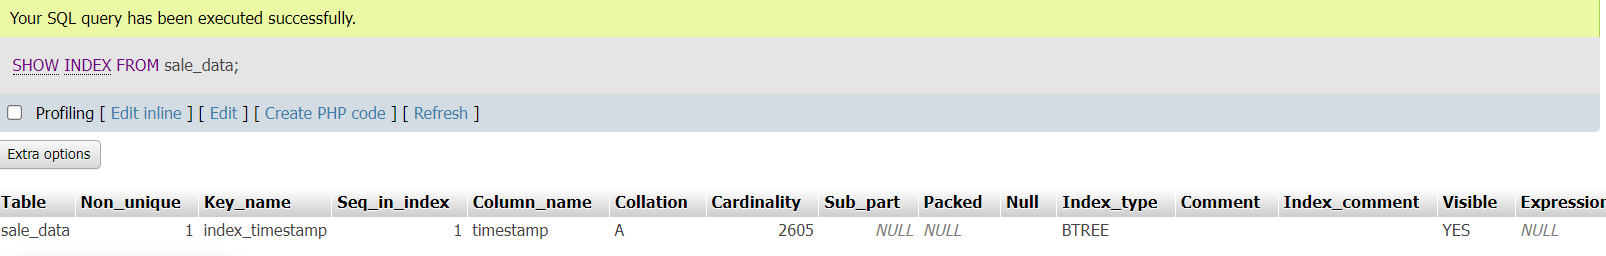 Your SQL query has been executed successfully.
SHOW INDEX FROM sale_data;
Profiling [ Edit inline ] [ Edit ] [ Create PHP code ] [ Refresh ]
Extra options
Table Non_unique Key_name Seq_in_index Column_name Collation Cardinality Sub_part Packed Null Index_type Comment Index_comment Visible Expression
sale_data 1 index_timestamp 1 timestamp A 2605 NULL NULL BTREE YES NULL